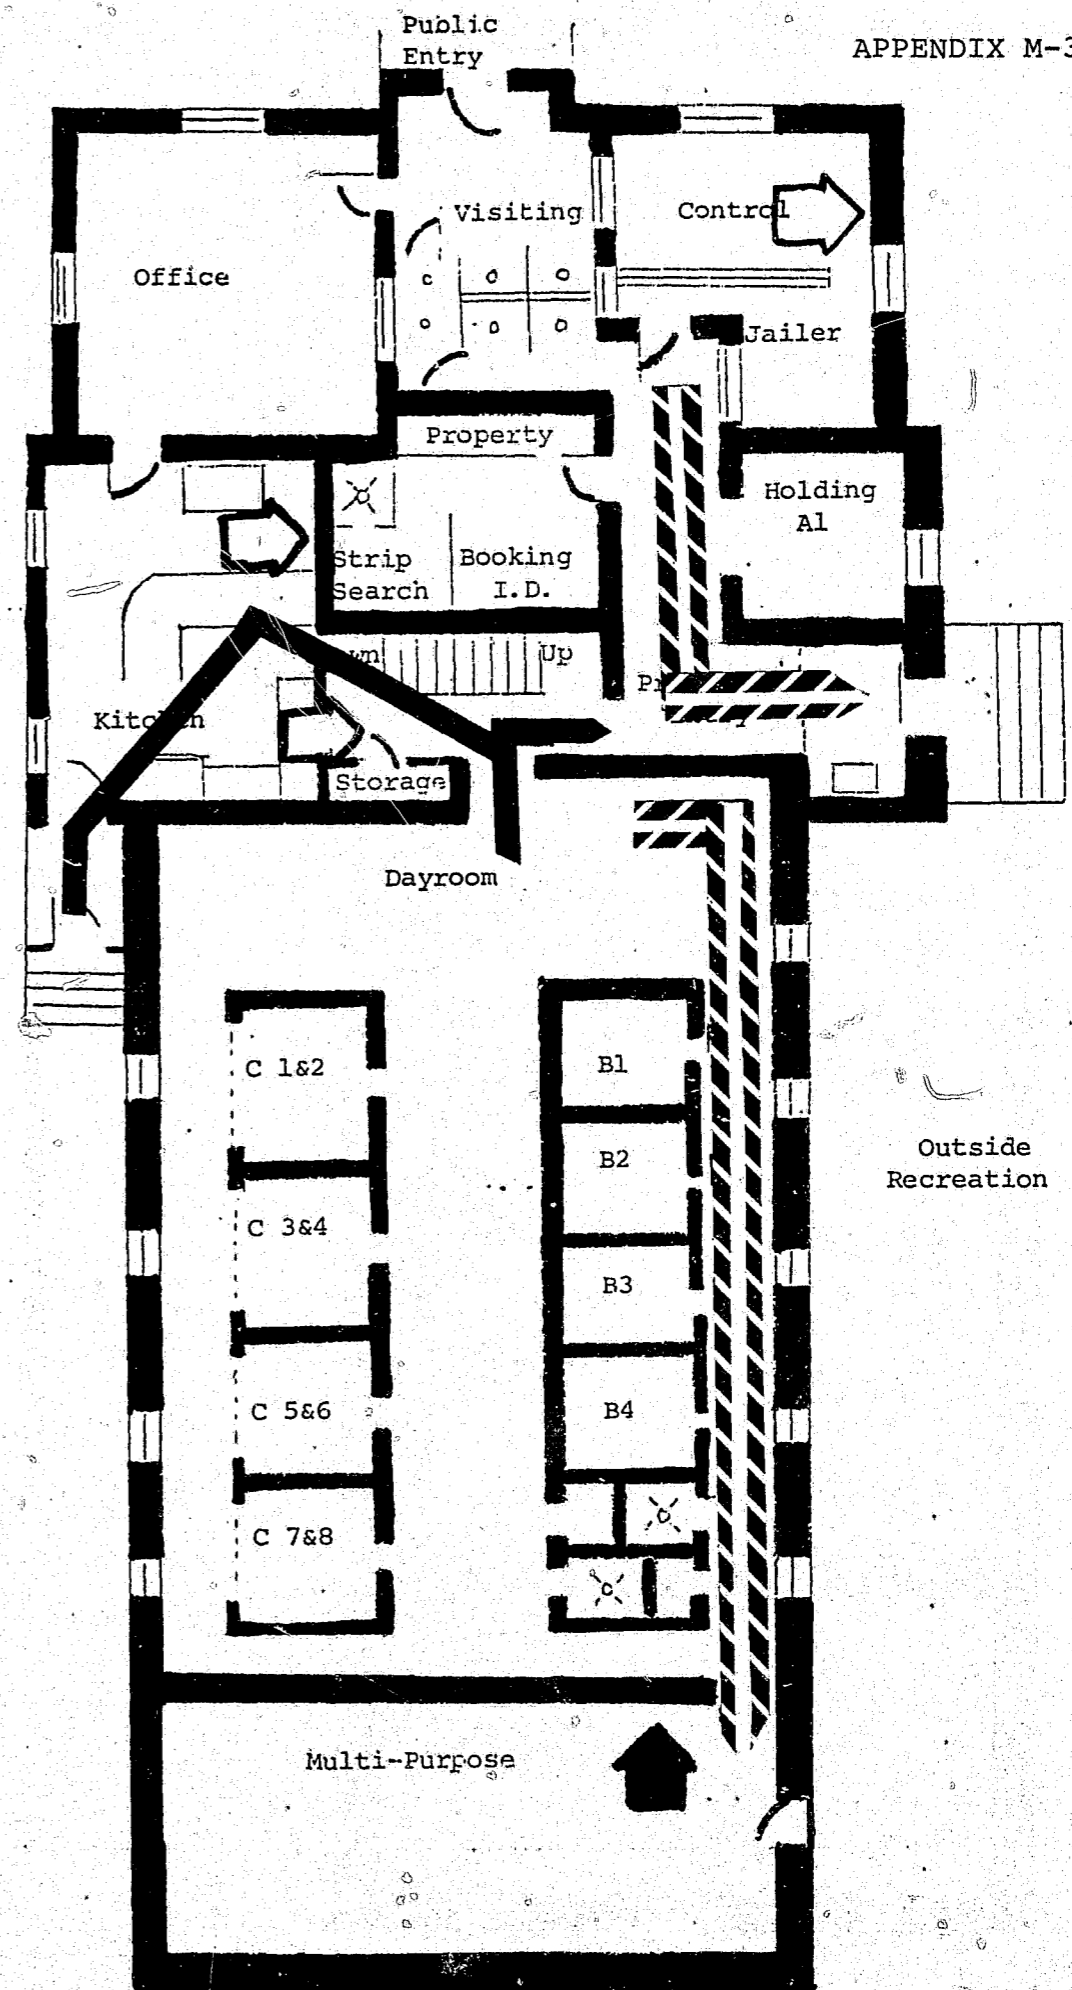 Public
Entry
APPENDIX M-3
Visiting
Control
Office
Jailer
Property
Holding
A1
Strip
Search
Booking
I.D.
Up
Kitchen
Storage
Dayroom
C 1&2
B1
Outside
Recreation
B2
C 3&4
B3
C 5&6
B4
C 7&8
Multi-Purpose